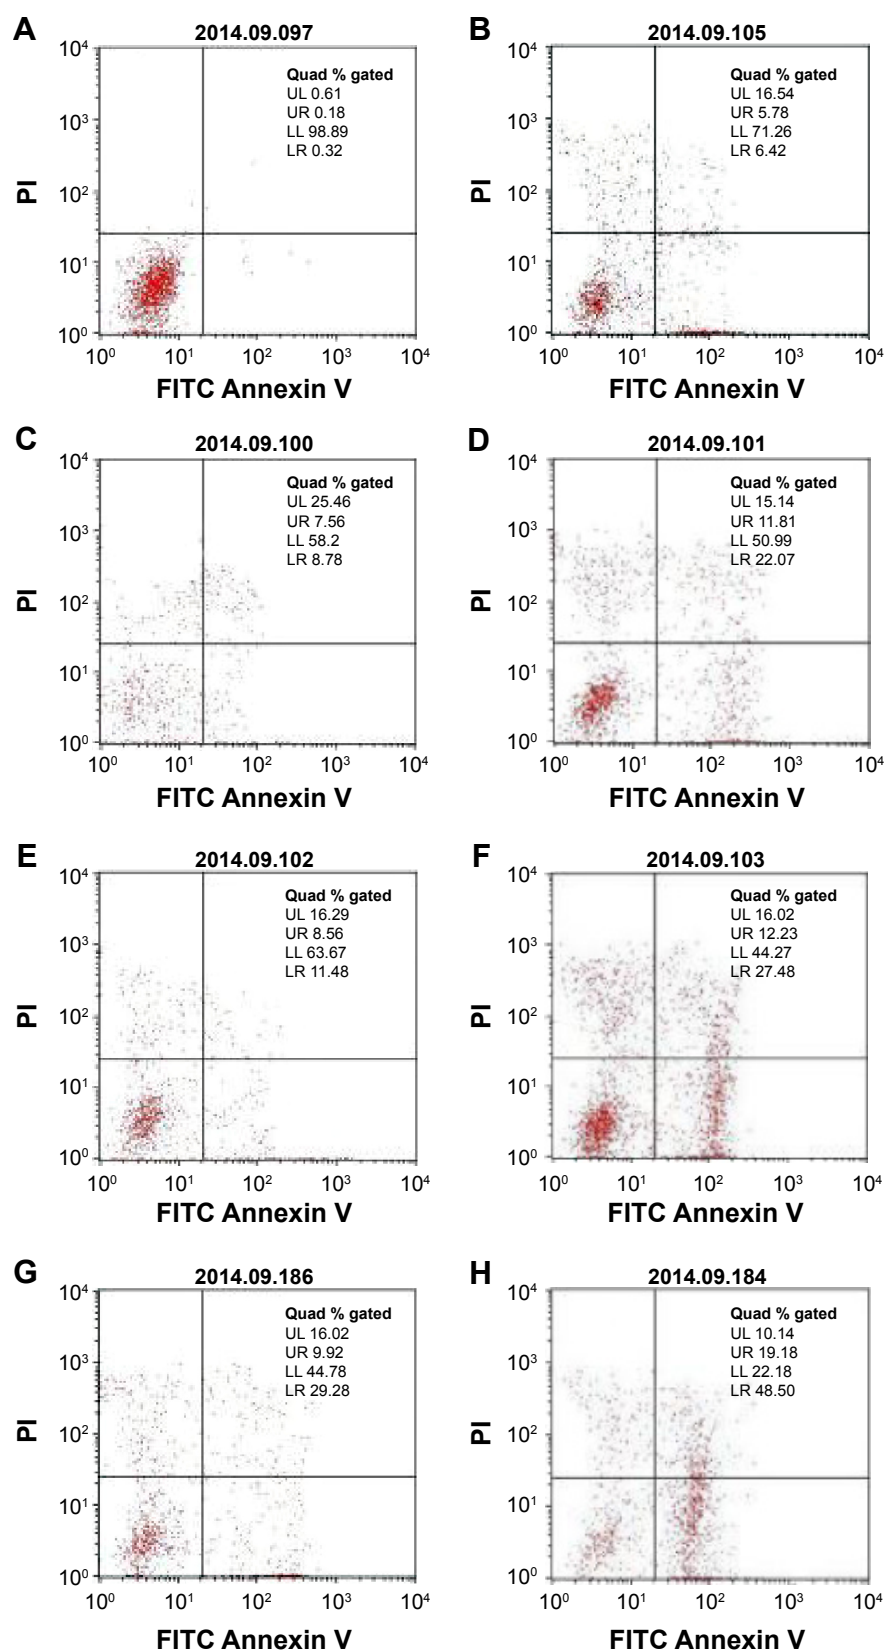 A
2014.09.097
10⁴
10³
10²
10¹
10⁰
PI
Quad % gated
UL 0.61
UR 0.18
LL 98.89
LR 0.32
10⁰ 10¹ 10² 10³ 10⁴
FITC Annexin V
B
2014.09.105
10⁴
10³
10²
10¹
10⁰
PI
Quad % gated
UL 16.54
UR 5.78
LL 71.26
LR 6.42
10⁰ 10¹ 10² 10³ 10⁴
FITC Annexin V
C
2014.09.100
10⁴
10³
10²
10¹
10⁰
PI
Quad % gated
UL 25.46
UR 7.56
LL 58.2
LR 8.78
10⁰ 10¹ 10² 10³ 10⁴
FITC Annexin V
D
2014.09.101
10⁴
10³
10²
10¹
10⁰
PI
Quad % gated
UL 15.14
UR 11.81
LL 50.99
LR 22.07
10⁰ 10¹ 10² 10³ 10⁴
FITC Annexin V
E
2014.09.102
10⁴
10³
10²
10¹
10⁰
PI
Quad % gated
UL 16.29
UR 8.56
LL 63.67
LR 11.48
10⁰ 10¹ 10² 10³ 10⁴
FITC Annexin V
F
2014.09.103
10⁴
10³
10²
10¹
10⁰
PI
Quad % gated
UL 16.02
UR 12.23
LL 44.27
LR 27.48
10⁰ 10¹ 10² 10³ 10⁴
FITC Annexin V
G
2014.09.186
10⁴
10³
10²
10¹
10⁰
PI
Quad % gated
UL 16.02
UR 9.92
LL 44.78
LR 29.28
10⁰ 10¹ 10² 10³ 10⁴
FITC Annexin V
H
2014.09.184
10⁴
10³
10²
10¹
10⁰
PI
Quad % gated
UL 10.14
UR 19.18
LL 22.18
LR 48.50
10⁰ 10¹ 10² 10³ 10⁴
FITC Annexin V